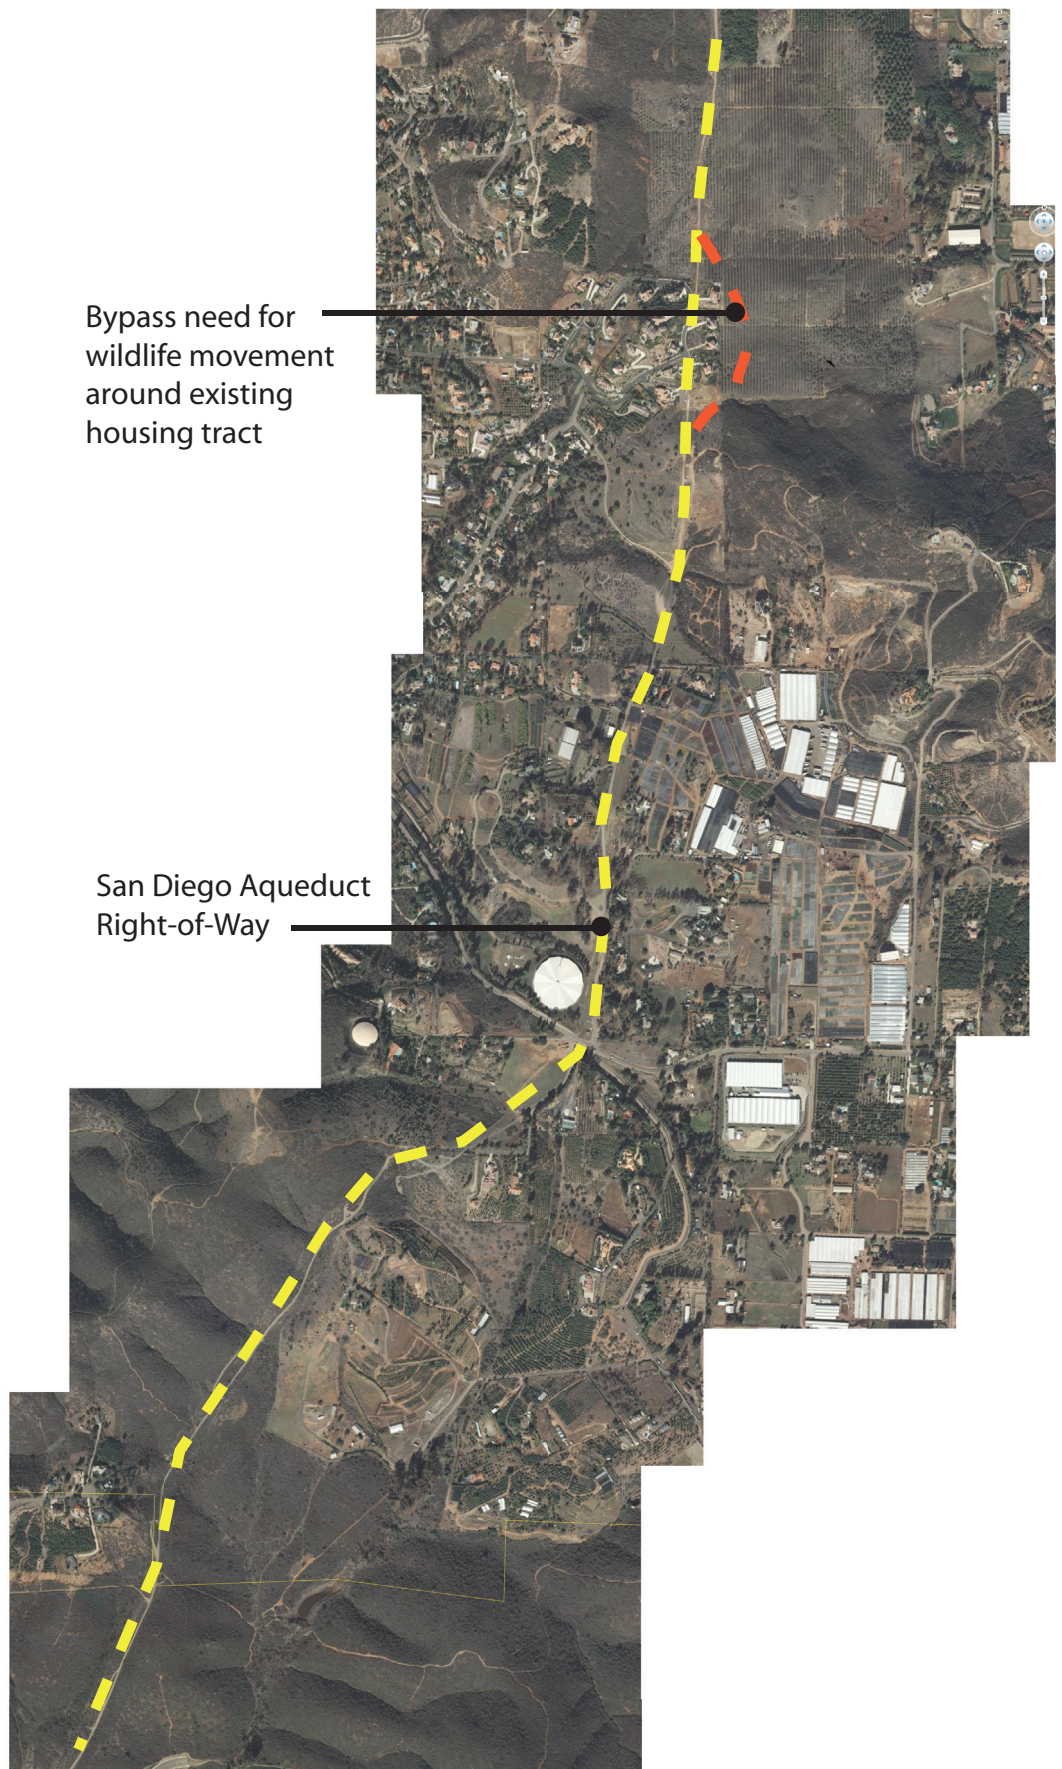 Bypass need for
wildlife movement
around existing
housing tract
San Diego Aqueduct
Right-of-Way